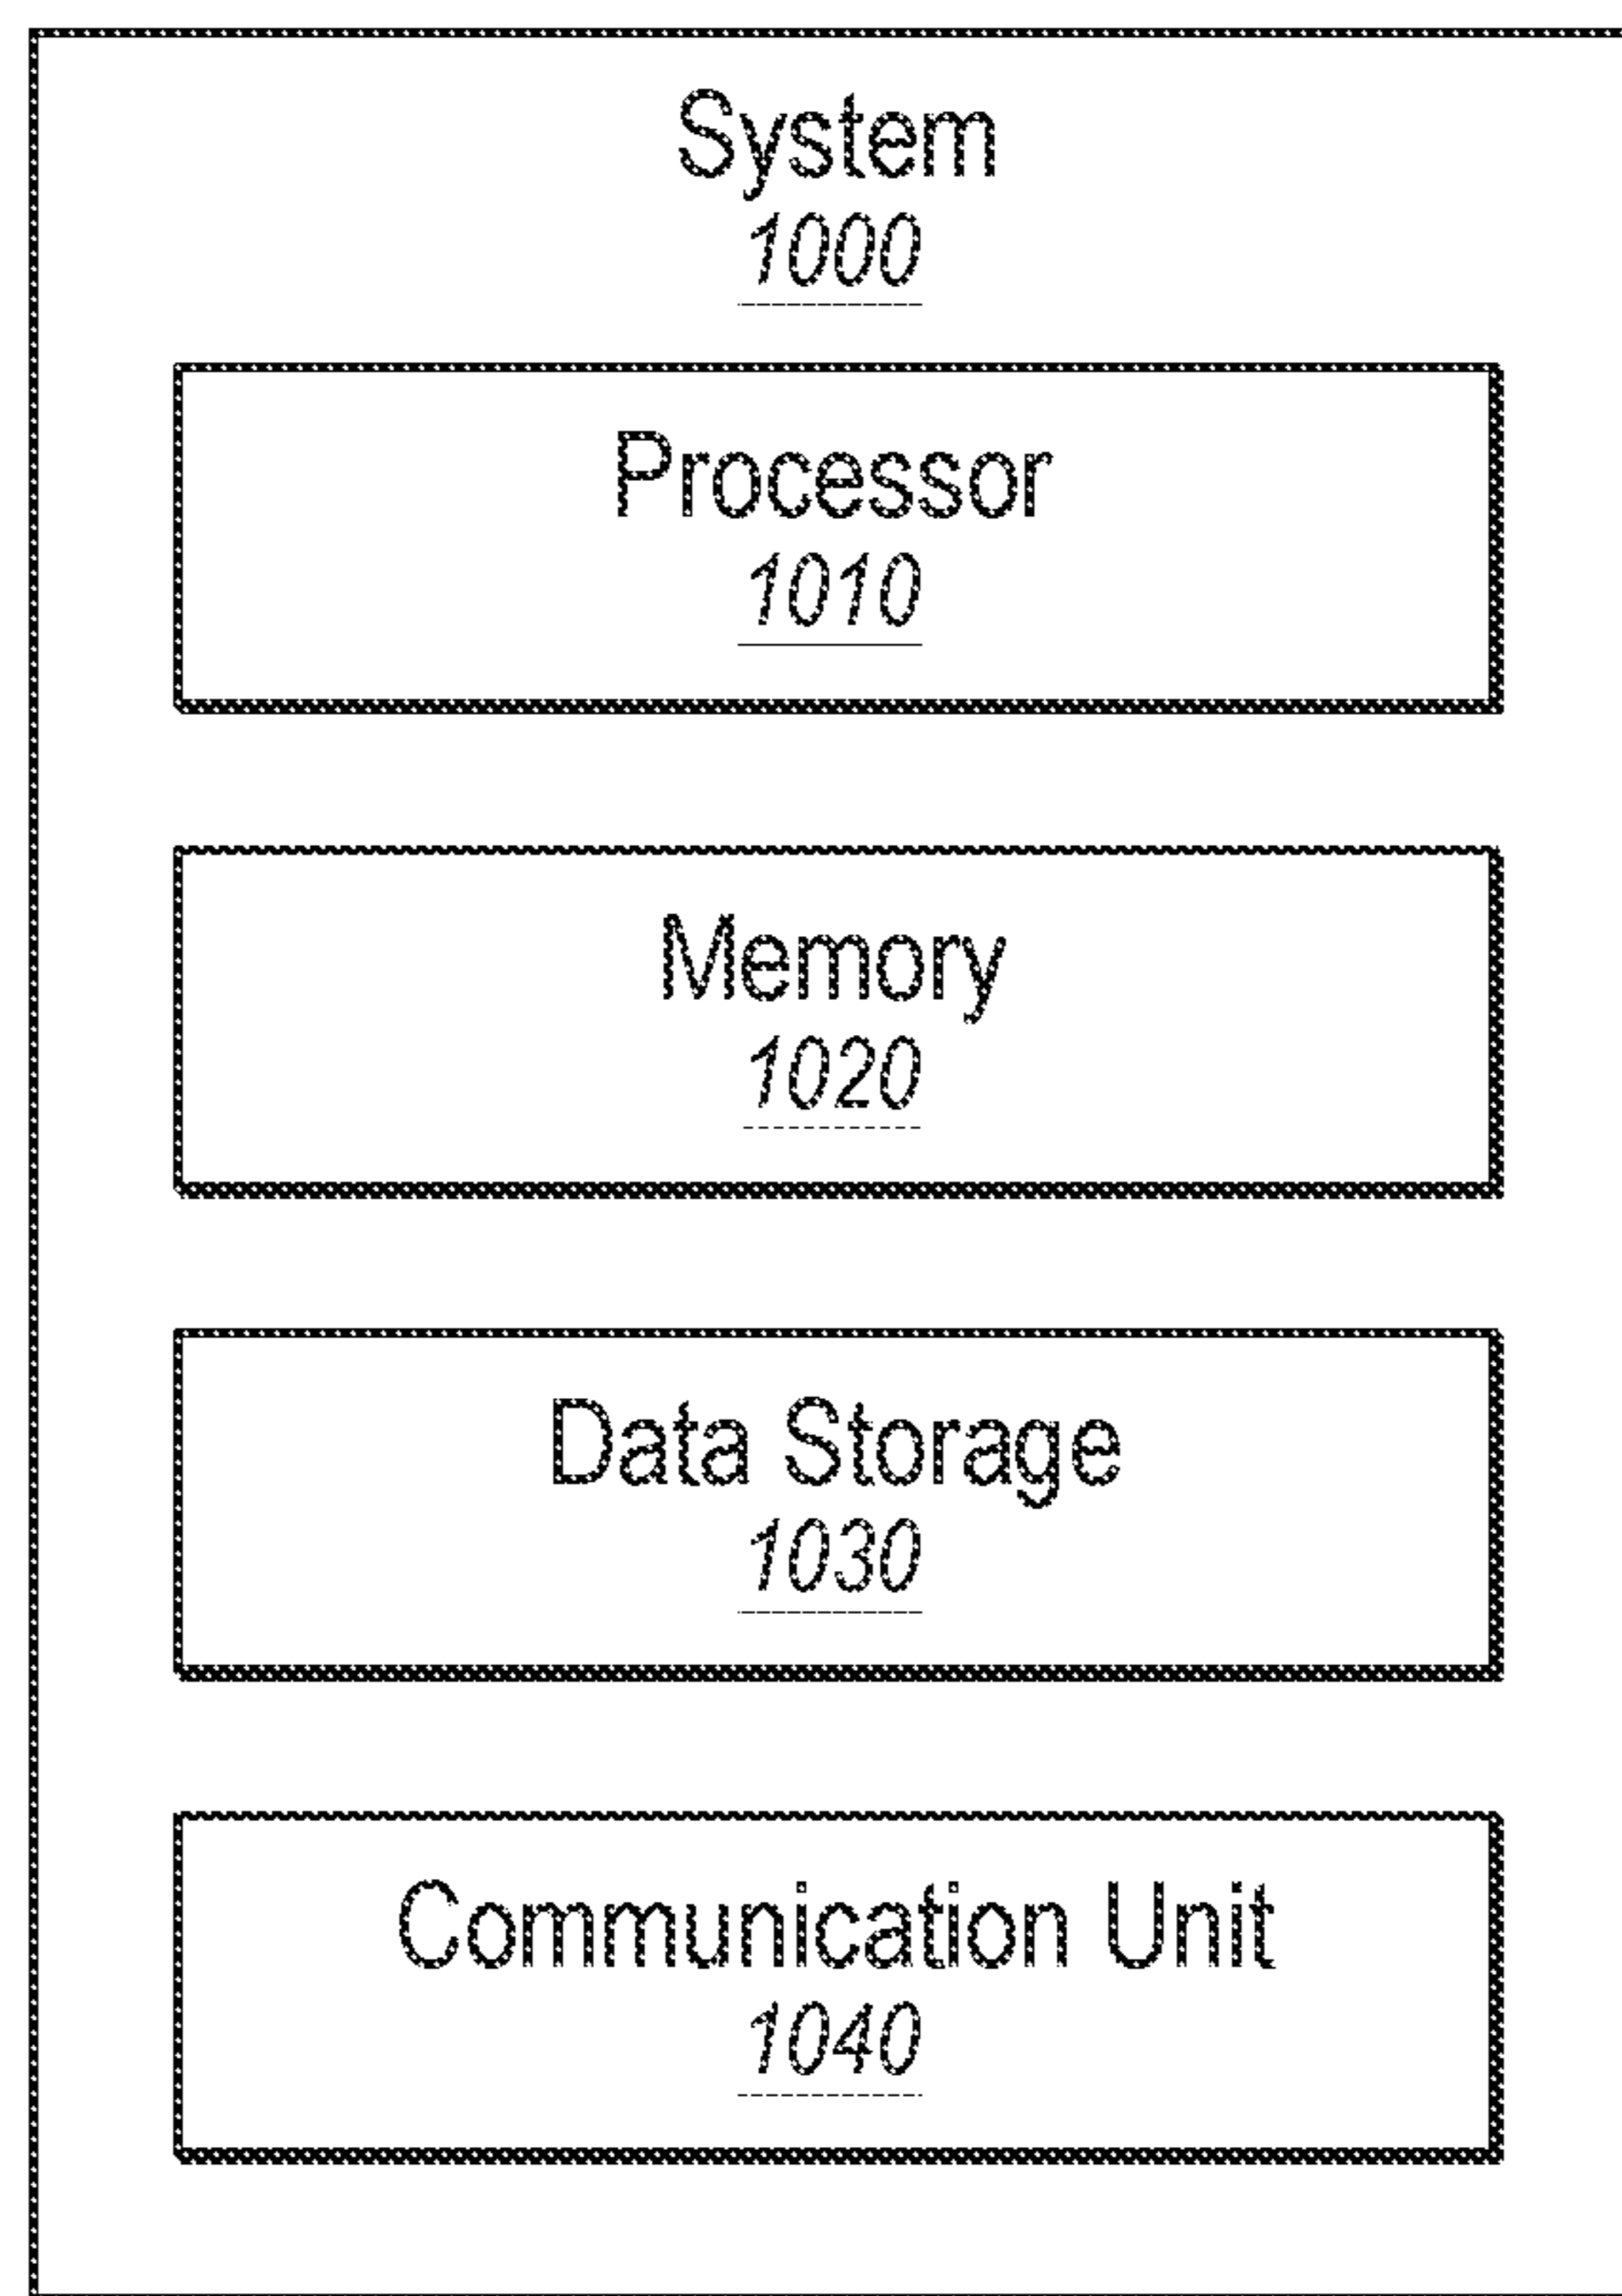 System
1000
Processor
1010
Memory
1020
Data Storage
1030
Communication Unit
1040